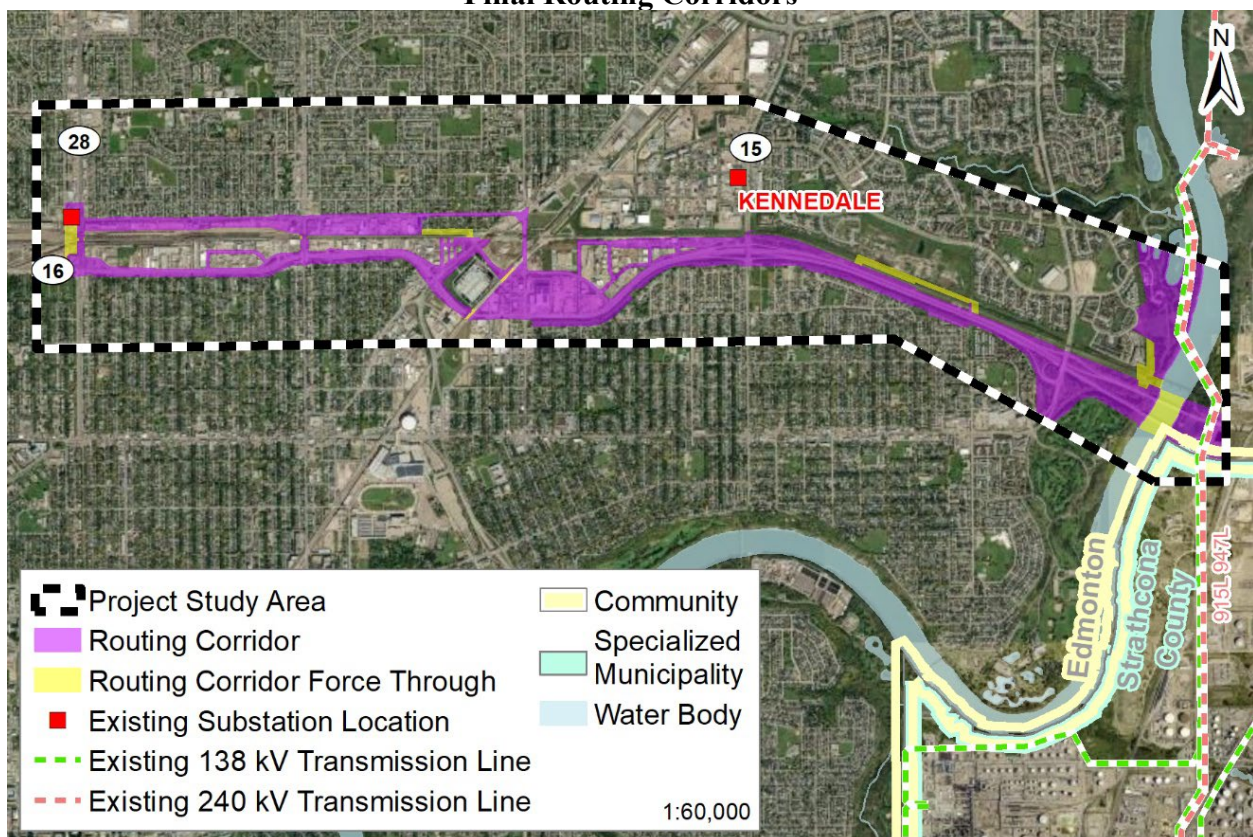 Final Routing Corridors
N
28
15
KENNEDALE
16
Edmonton
Strathcona
County
915L 947L
Project Study Area
Routing Corridor
Routing Corridor Force Through
Existing Substation Location
Existing 138 kV Transmission Line
Existing 240 kV Transmission Line
Community
Specialized
Municipality
Water Body
1:60,000